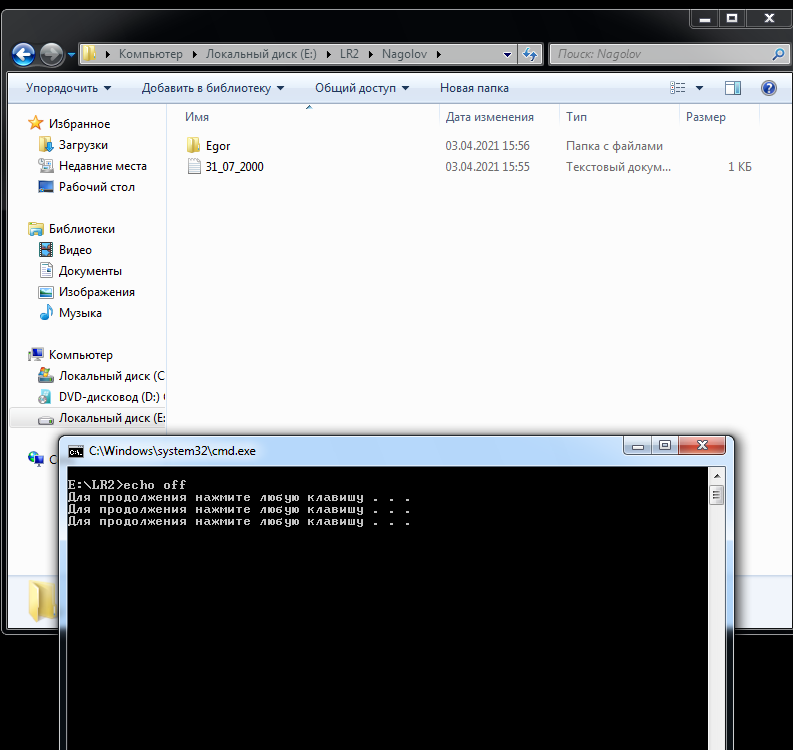 Компьютер Локальный диск (E:) LR2 Nagolov
Поиск: Nagolov
Упорядочить Добавить в библиотеку Общий доступ Новая папка
Имя Дата изменения Тип Размер
Egor 03.04.2021 15:56 Папка с файлами
31_07_2000 03.04.2021 15:55 Текстовый докум... 1 КБ
Избранное
Загрузки
Недавние места
Рабочий стол
Библиотеки
Видео
Документы
Изображения
Музыка
Компьютер
Локальный диск (C
DVD-дисковод (D:)
Локальный диск (E:
C:\Windows\system32\cmd.exe
E:\LR2>echo off
Для продолжения нажмите любую клавишу . . .
Для продолжения нажмите любую клавишу . . .
Для продолжения нажмите любую клавишу . . .